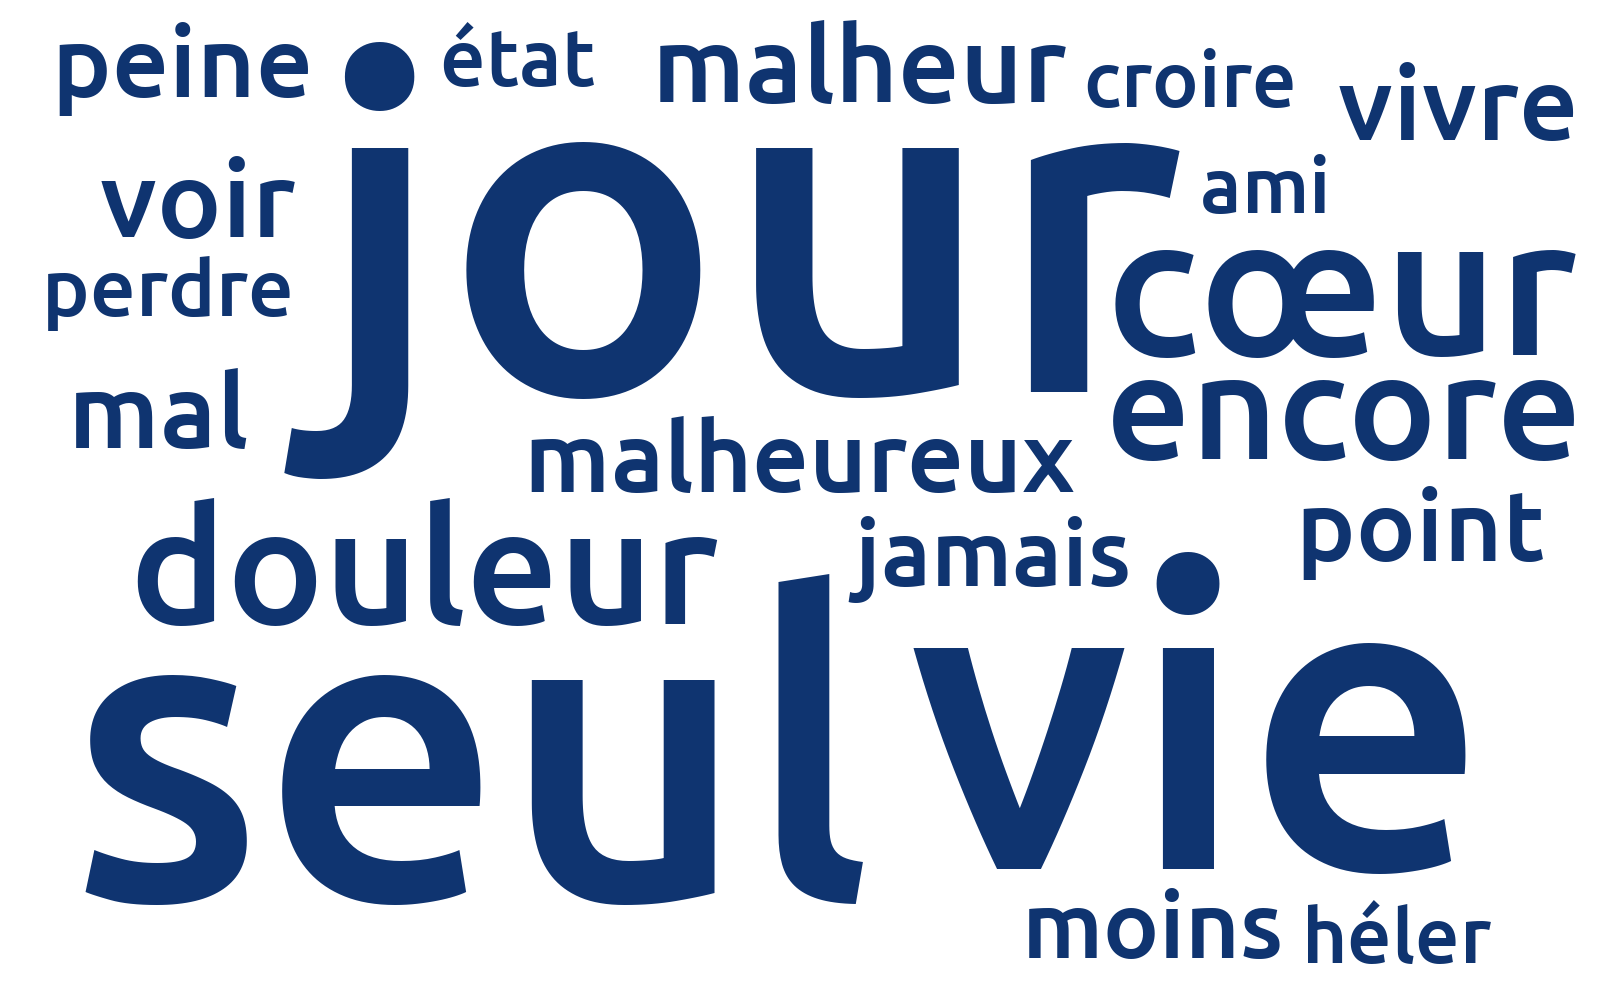 peine état malheur croire vivre
jour
voir ami
perdre cœur
mal encore
malheureux
douleur jamais point
seul vie
moins héler